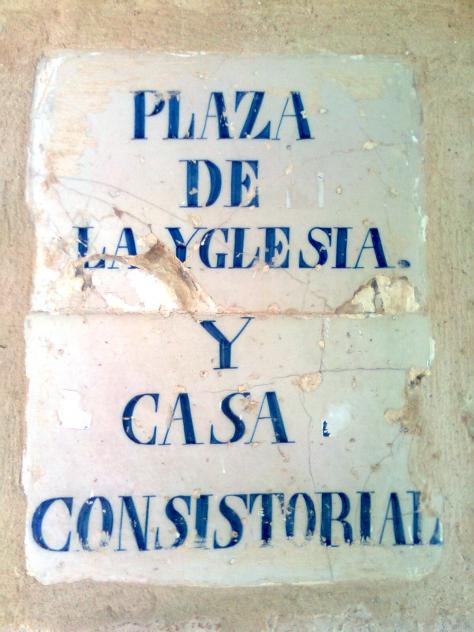 PLAZA
DE
LA YGLESIA.
Y
CASA
CONSISTORIAL